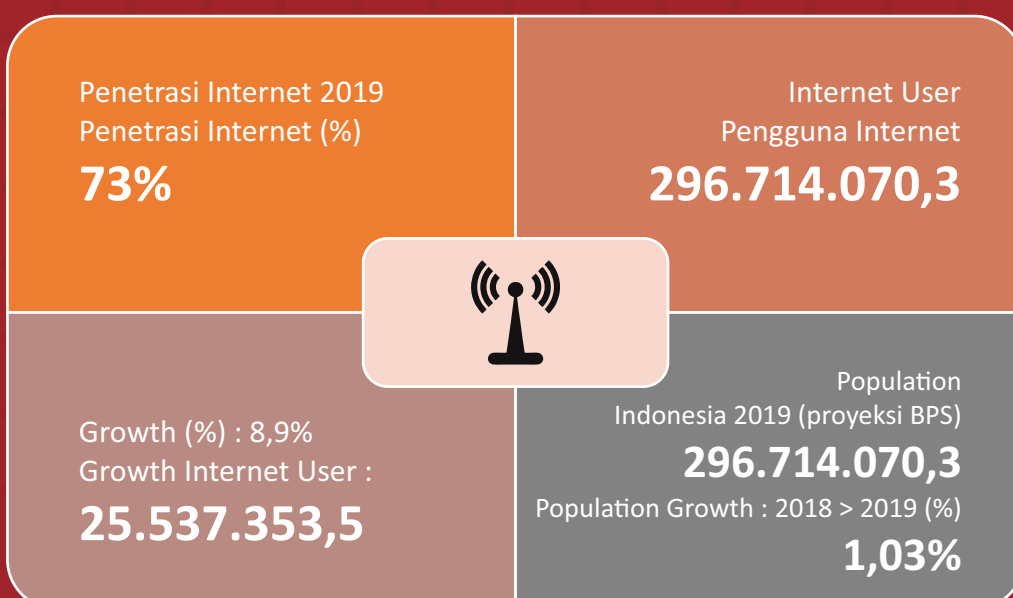 Penetrasi Internet 2019
Penetrasi Internet (%)
73%
Internet User
Pengguna Internet
296.714.070,3
Growth (%) : 8,9%
Growth Internet User :
25.537.353,5
Population
Indonesia 2019 (proyeksi BPS)
296.714.070,3
Population Growth : 2018 > 2019 (%)
1,03%